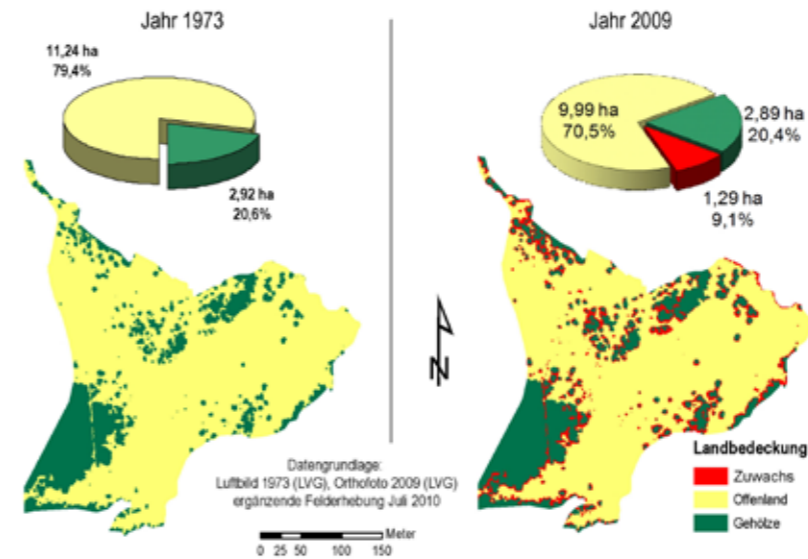 Jahr 1973
11,24 ha
79,4%
2,92 ha
20,6%
Jahr 2009
9,99 ha
70,5%
2,89 ha
20,4%
1,29 ha
9,1%
N
Datengrundlage:
Luftbild 1973 (LVG), Orthofoto 2009 (LVG)
ergänzende Felderhebung Juli 2010
Meter
0 25 50 100 150
Landbedeckung
Zuwachs
Offenland
Gehölze